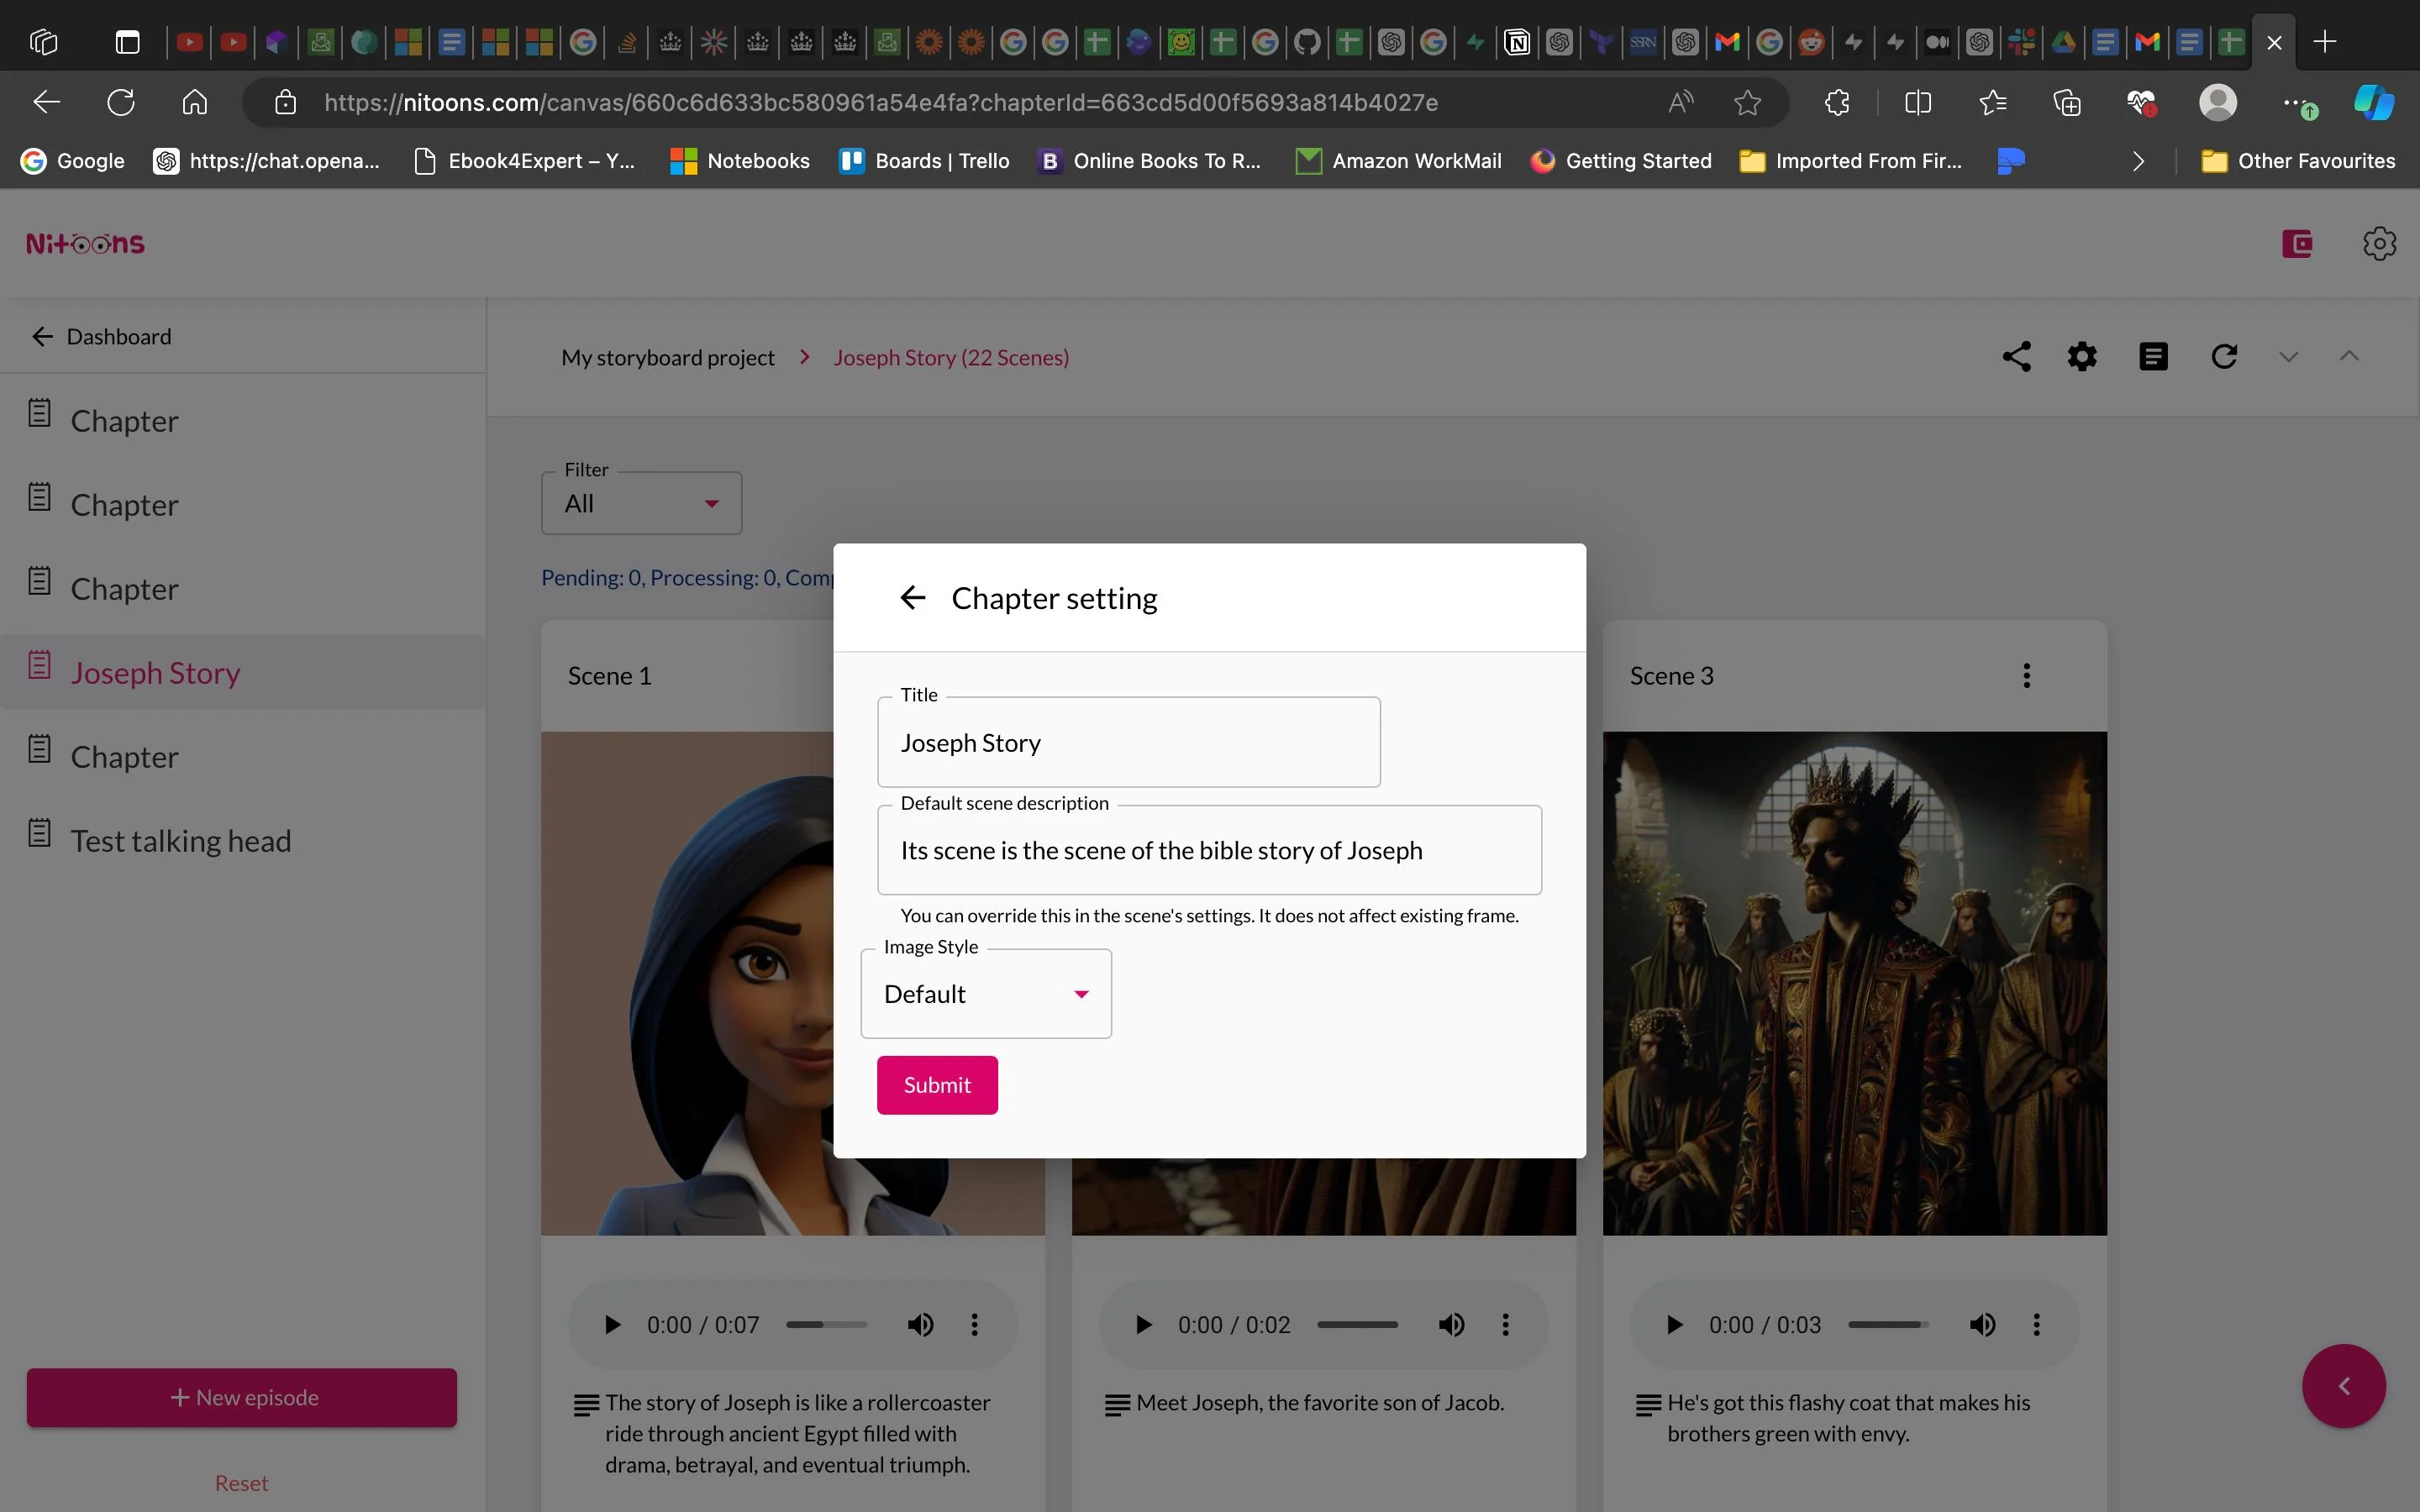 https://nitoons.com/canvas/660c6d633bc580961a54e4fa?chapterId=663cd5d00f5693a814b4027e
Google
https://chat.opena...
Ebook4Expert – Y...
Notebooks
Boards | Trello
Online Books To R...
Amazon WorkMail
Getting Started
Imported From Fir...
Other Favourites
Nitoons
Dashboard
My storyboard project
Joseph Story (22 Scenes)
Chapter
Chapter
Chapter
Joseph Story
Chapter
Test talking head
+ New episode
Reset
Filter
All
Pending: 0, Processing: 0, Comp
Scene 1
Scene 3
Chapter setting
Title
Joseph Story
Default scene description
Its scene is the scene of the bible story of Joseph
You can override this in the scene's settings. It does not affect existing frame.
Image Style
Default
Submit
0:00 / 0:07
0:00 / 0:02
0:00 / 0:03
The story of Joseph is like a rollercoaster
ride through ancient Egypt filled with
drama, betrayal, and eventual triumph.
Meet Joseph, the favorite son of Jacob.
He's got this flashy coat that makes his
brothers green with envy.